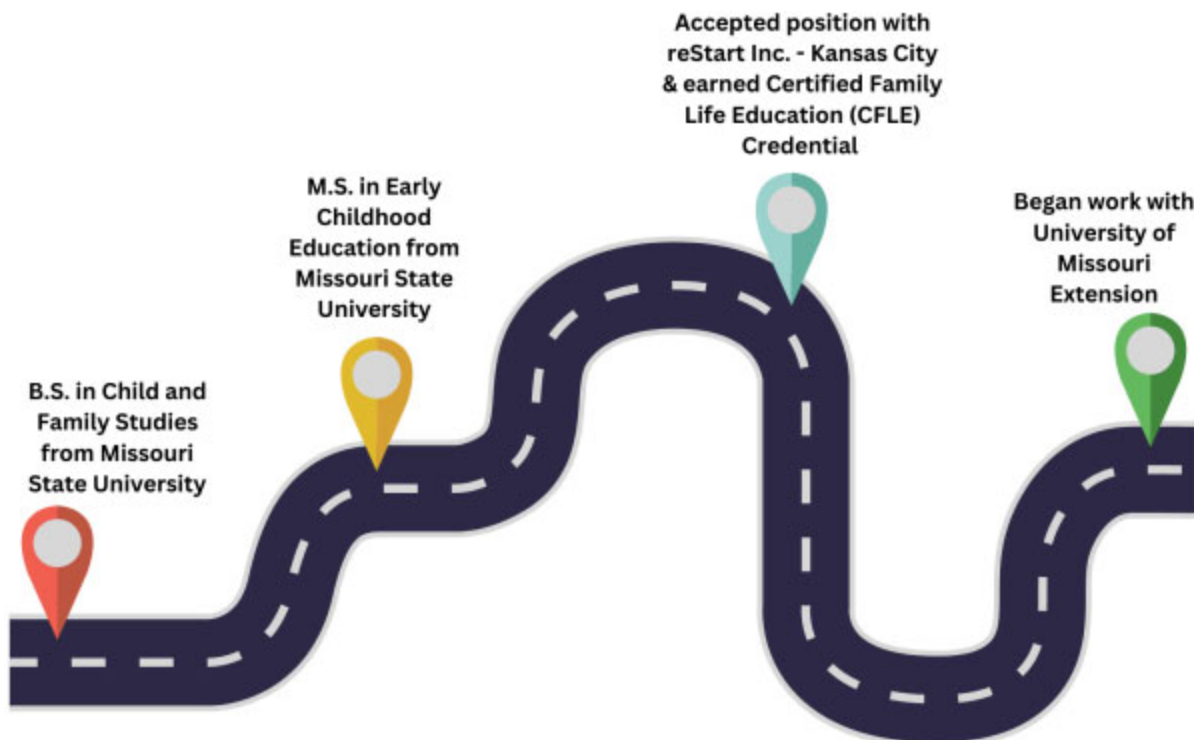 B.S. in Child and
Family Studies
from Missouri
State University
M.S. in Early
Childhood
Education from
Missouri State
University
Accepted position with
reStart Inc. - Kansas City
& earned Certified Family
Life Education (CFLE)
Credential
Began work with
University of
Missouri
Extension